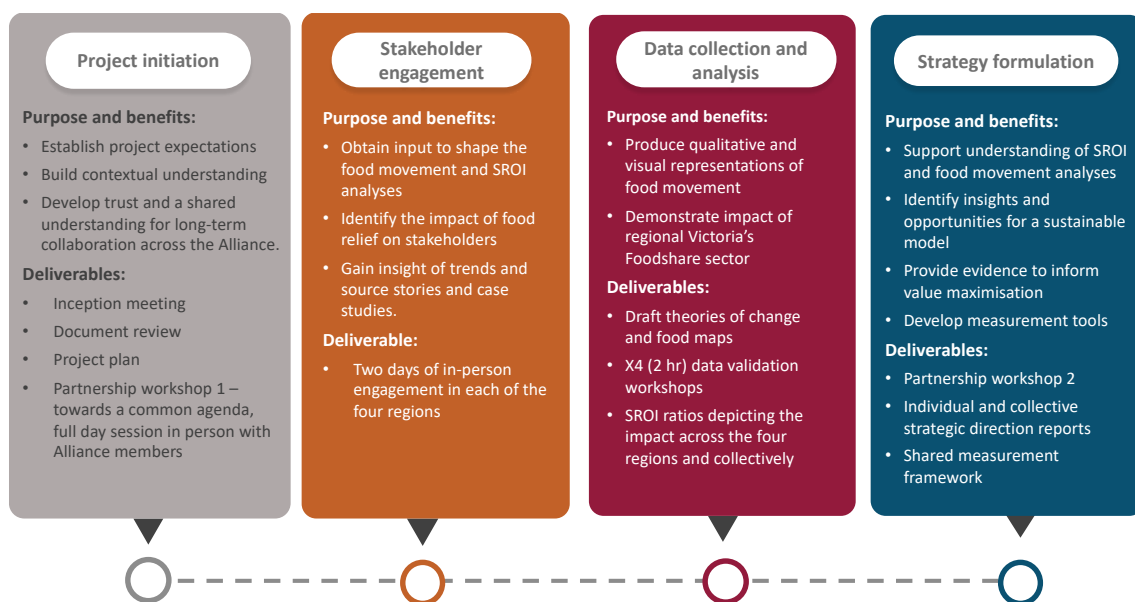 Project initiation
Purpose and benefits:
• Establish project expectations
• Build contextual understanding
• Develop trust and a shared
understanding for long-term
collaboration across the Alliance.
Deliverables:
• Inception meeting
• Document review
• Project plan
• Partnership workshop 1 –
towards a common agenda,
full day session in person with
Alliance members
Stakeholder
engagement
Purpose and benefits:
• Obtain input to shape the
food movement and SROI
analyses
• Identify the impact of food
relief on stakeholders
• Gain insight of trends and
source stories and case
studies.
Deliverable:
• Two days of in-person
engagement in each of the
four regions
Data collection and
analysis
Purpose and benefits:
• Produce qualitative and
visual representations of
food movement
• Demonstrate impact of
regional Victoria's
Foodshare sector
Deliverables:
• Draft theories of change
and food maps
• X4 (2 hr) data validation
workshops
• SROI ratios depicting the
impact across the four
regions and collectively
Strategy formulation
Purpose and benefits:
• Support understanding of SROI
and food movement analyses
• Identify insights and
opportunities for a sustainable
model
• Provide evidence to inform
value maximisation
• Develop measurement tools
Deliverables:
• Partnership workshop 2
• Individual and collective
strategic direction reports
• Shared measurement
framework